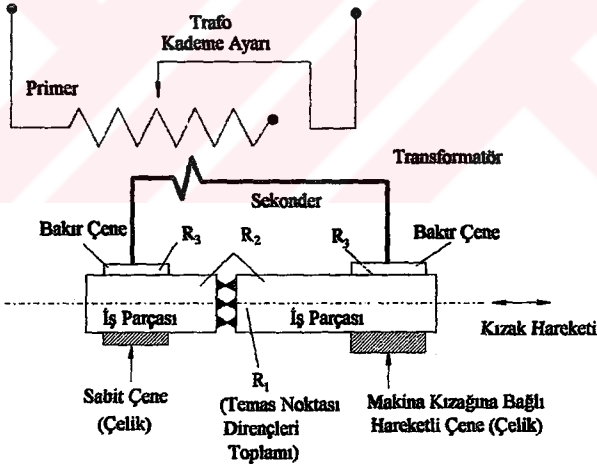 Trafo
Kademe Ayarı
Primer
Transformatör
Sekonder
Bakır Çene
R₃
R₂
R₃
Bakır Çene
İş Parçası
İş Parçası
Kızak Hareketi
Sabit Çene
(Çelik)
R₁
(Temas Noktası
Dirençleri
Toplamı)
Makina Kızağına Bağlı
Hareketli Çene (Çelik)